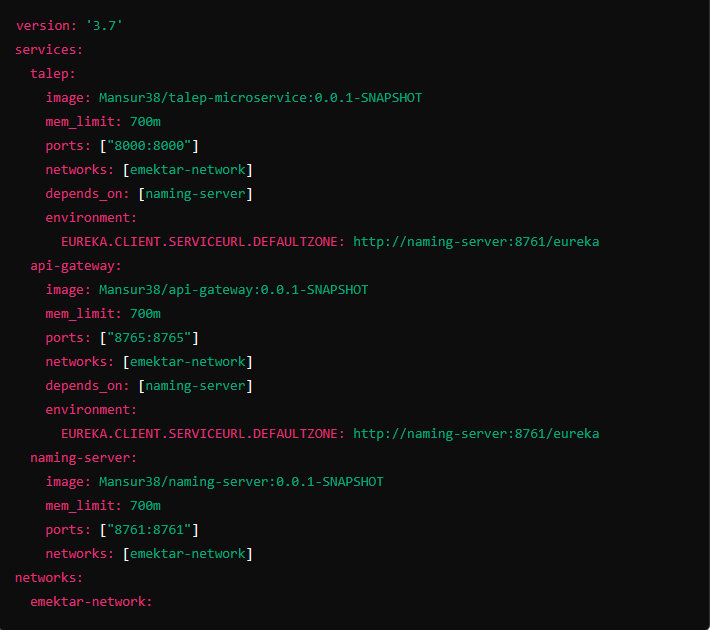 version: '3.7'
services:
  talep:
    image: Mansur38/talep-microservice:0.0.1-SNAPSHOT
    mem_limit: 700m
    ports: ["8000:8000"]
    networks: [emektar-network]
    depends_on: [naming-server]
    environment:
      EUREKA.CLIENT.SERVICEURL.DEFAULTZONE: http://naming-server:8761/eureka
  api-gateway:
    image: Mansur38/api-gateway:0.0.1-SNAPSHOT
    mem_limit: 700m
    ports: ["8765:8765"]
    networks: [emektar-network]
    depends_on: [naming-server]
    environment:
      EUREKA.CLIENT.SERVICEURL.DEFAULTZONE: http://naming-server:8761/eureka
  naming-server:
    image: Mansur38/naming-server:0.0.1-SNAPSHOT
    mem_limit: 700m
    ports: ["8761:8761"]
    networks: [emektar-network]
networks:
  emektar-network: